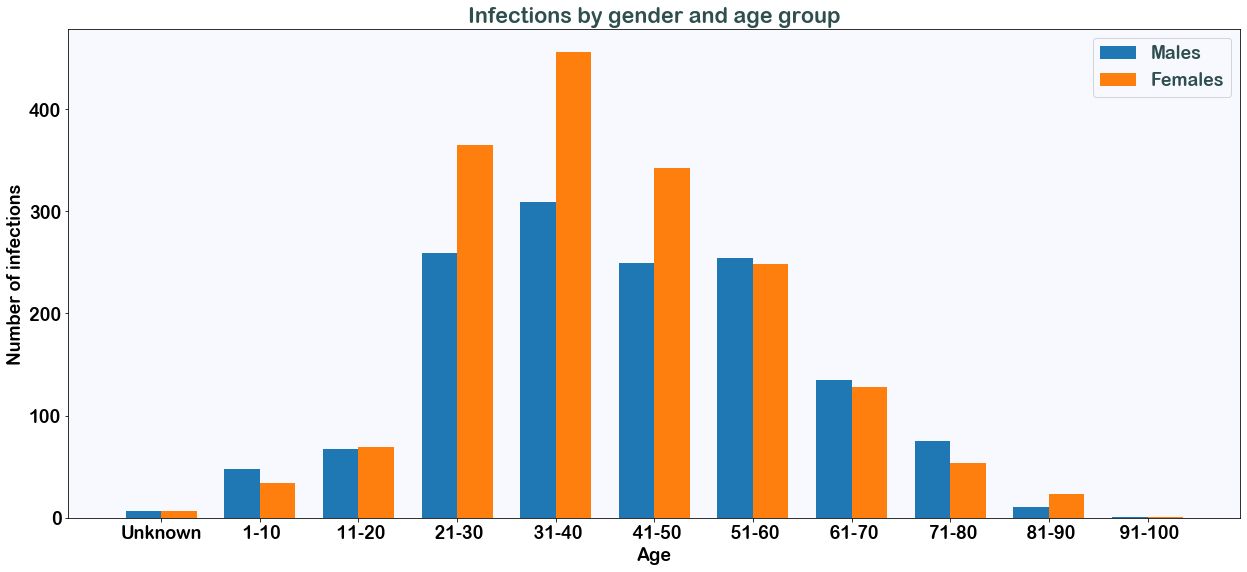 Infections by gender and age group
Males
Females
Number of infections
400
300
200
100
0
Unknown 1-10 11-20 21-30 31-40 41-50 51-60 61-70 71-80 81-90 91-100
Age